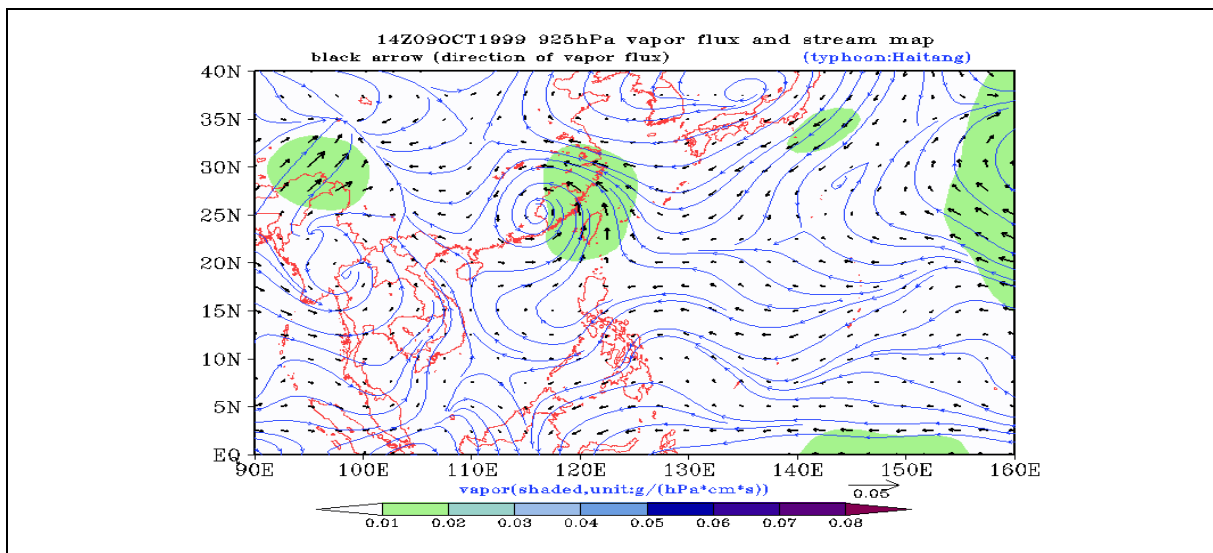 14Z09OCT1999 925hPa vapor flux and stream map
black arrow (direction of vapor flux) (typhoon:Haitang)
40N
35N
30N
25N
20N
15N
10N
5N
EQ
90E 100E 110E 120E 130E 140E 150E 160E
vapor(shaded,unit:g/(hPa*cm*s)) 0.05
0.01 0.02 0.03 0.04 0.05 0.06 0.07 0.08